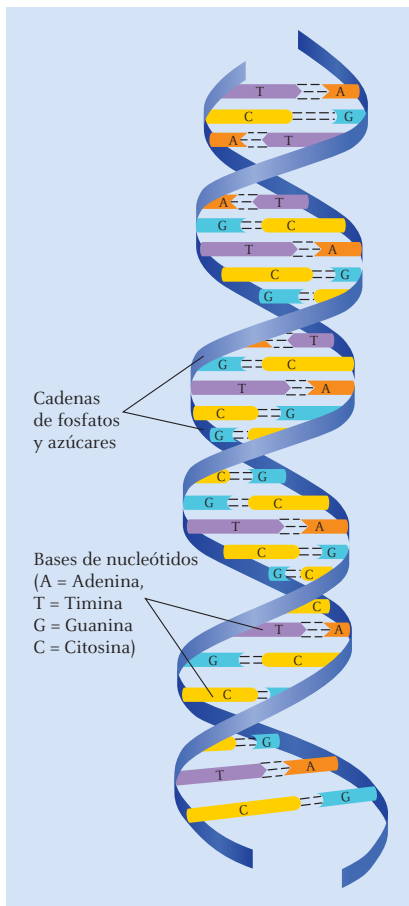 T A
C G
A T
A T
G C
T A
C G
G
T
G C
T A
C G
G
Cadenas
de fosfatos
y azúcares
C G
G C
T A
C G
G C
C
Bases de nucleótidos
(A = Adenina,
T = Timina
G = Guanina
C = Citosina)
T A
G C
C
G
T A
C G